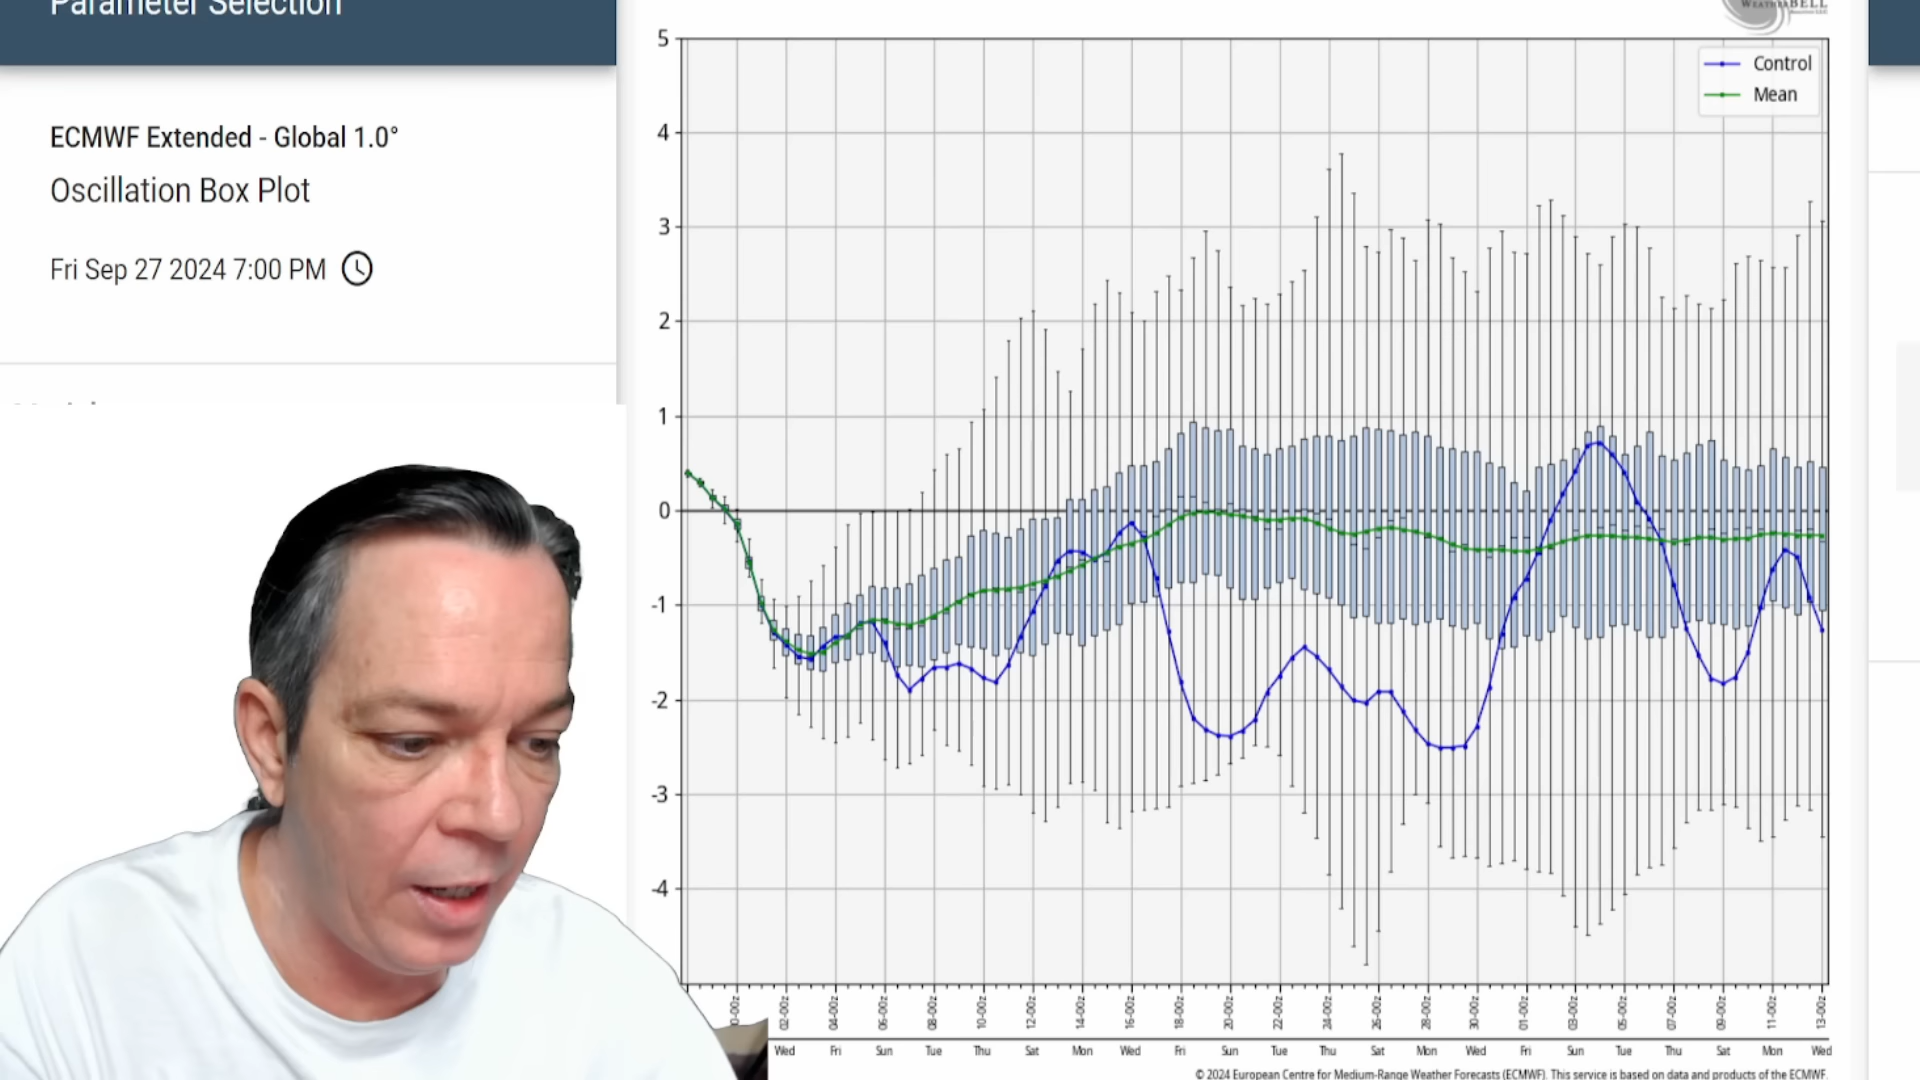 Parameter Selection
ECMWF Extended - Global 1.0°
Oscillation Box Plot
Fri Sep 27 2024 7:00 PM
WEATHERBELL
Control
Mean
5
4
3
2
1
0
-1
-2
-3
-4
02-00z 04-00z 06-00z 08-00z 10-00z 12-00z 14-00z 16-00z 18-00z 20-00z 22-00z 24-00z 26-00z 28-00z 30-00z 01-00z 03-00z 05-00z 07-00z 09-00z 11-00z 13-00z
Wed Fri Sun Tue Thu Sat Mon Wed Fri Sun Tue Thu Sat Mon Wed Fri Sun Tue Thu Sat Mon Wed
© 2024 European Centre for Medium-Range Weather Forecasts (ECMWF). This service is based on data and products of the ECMWF.